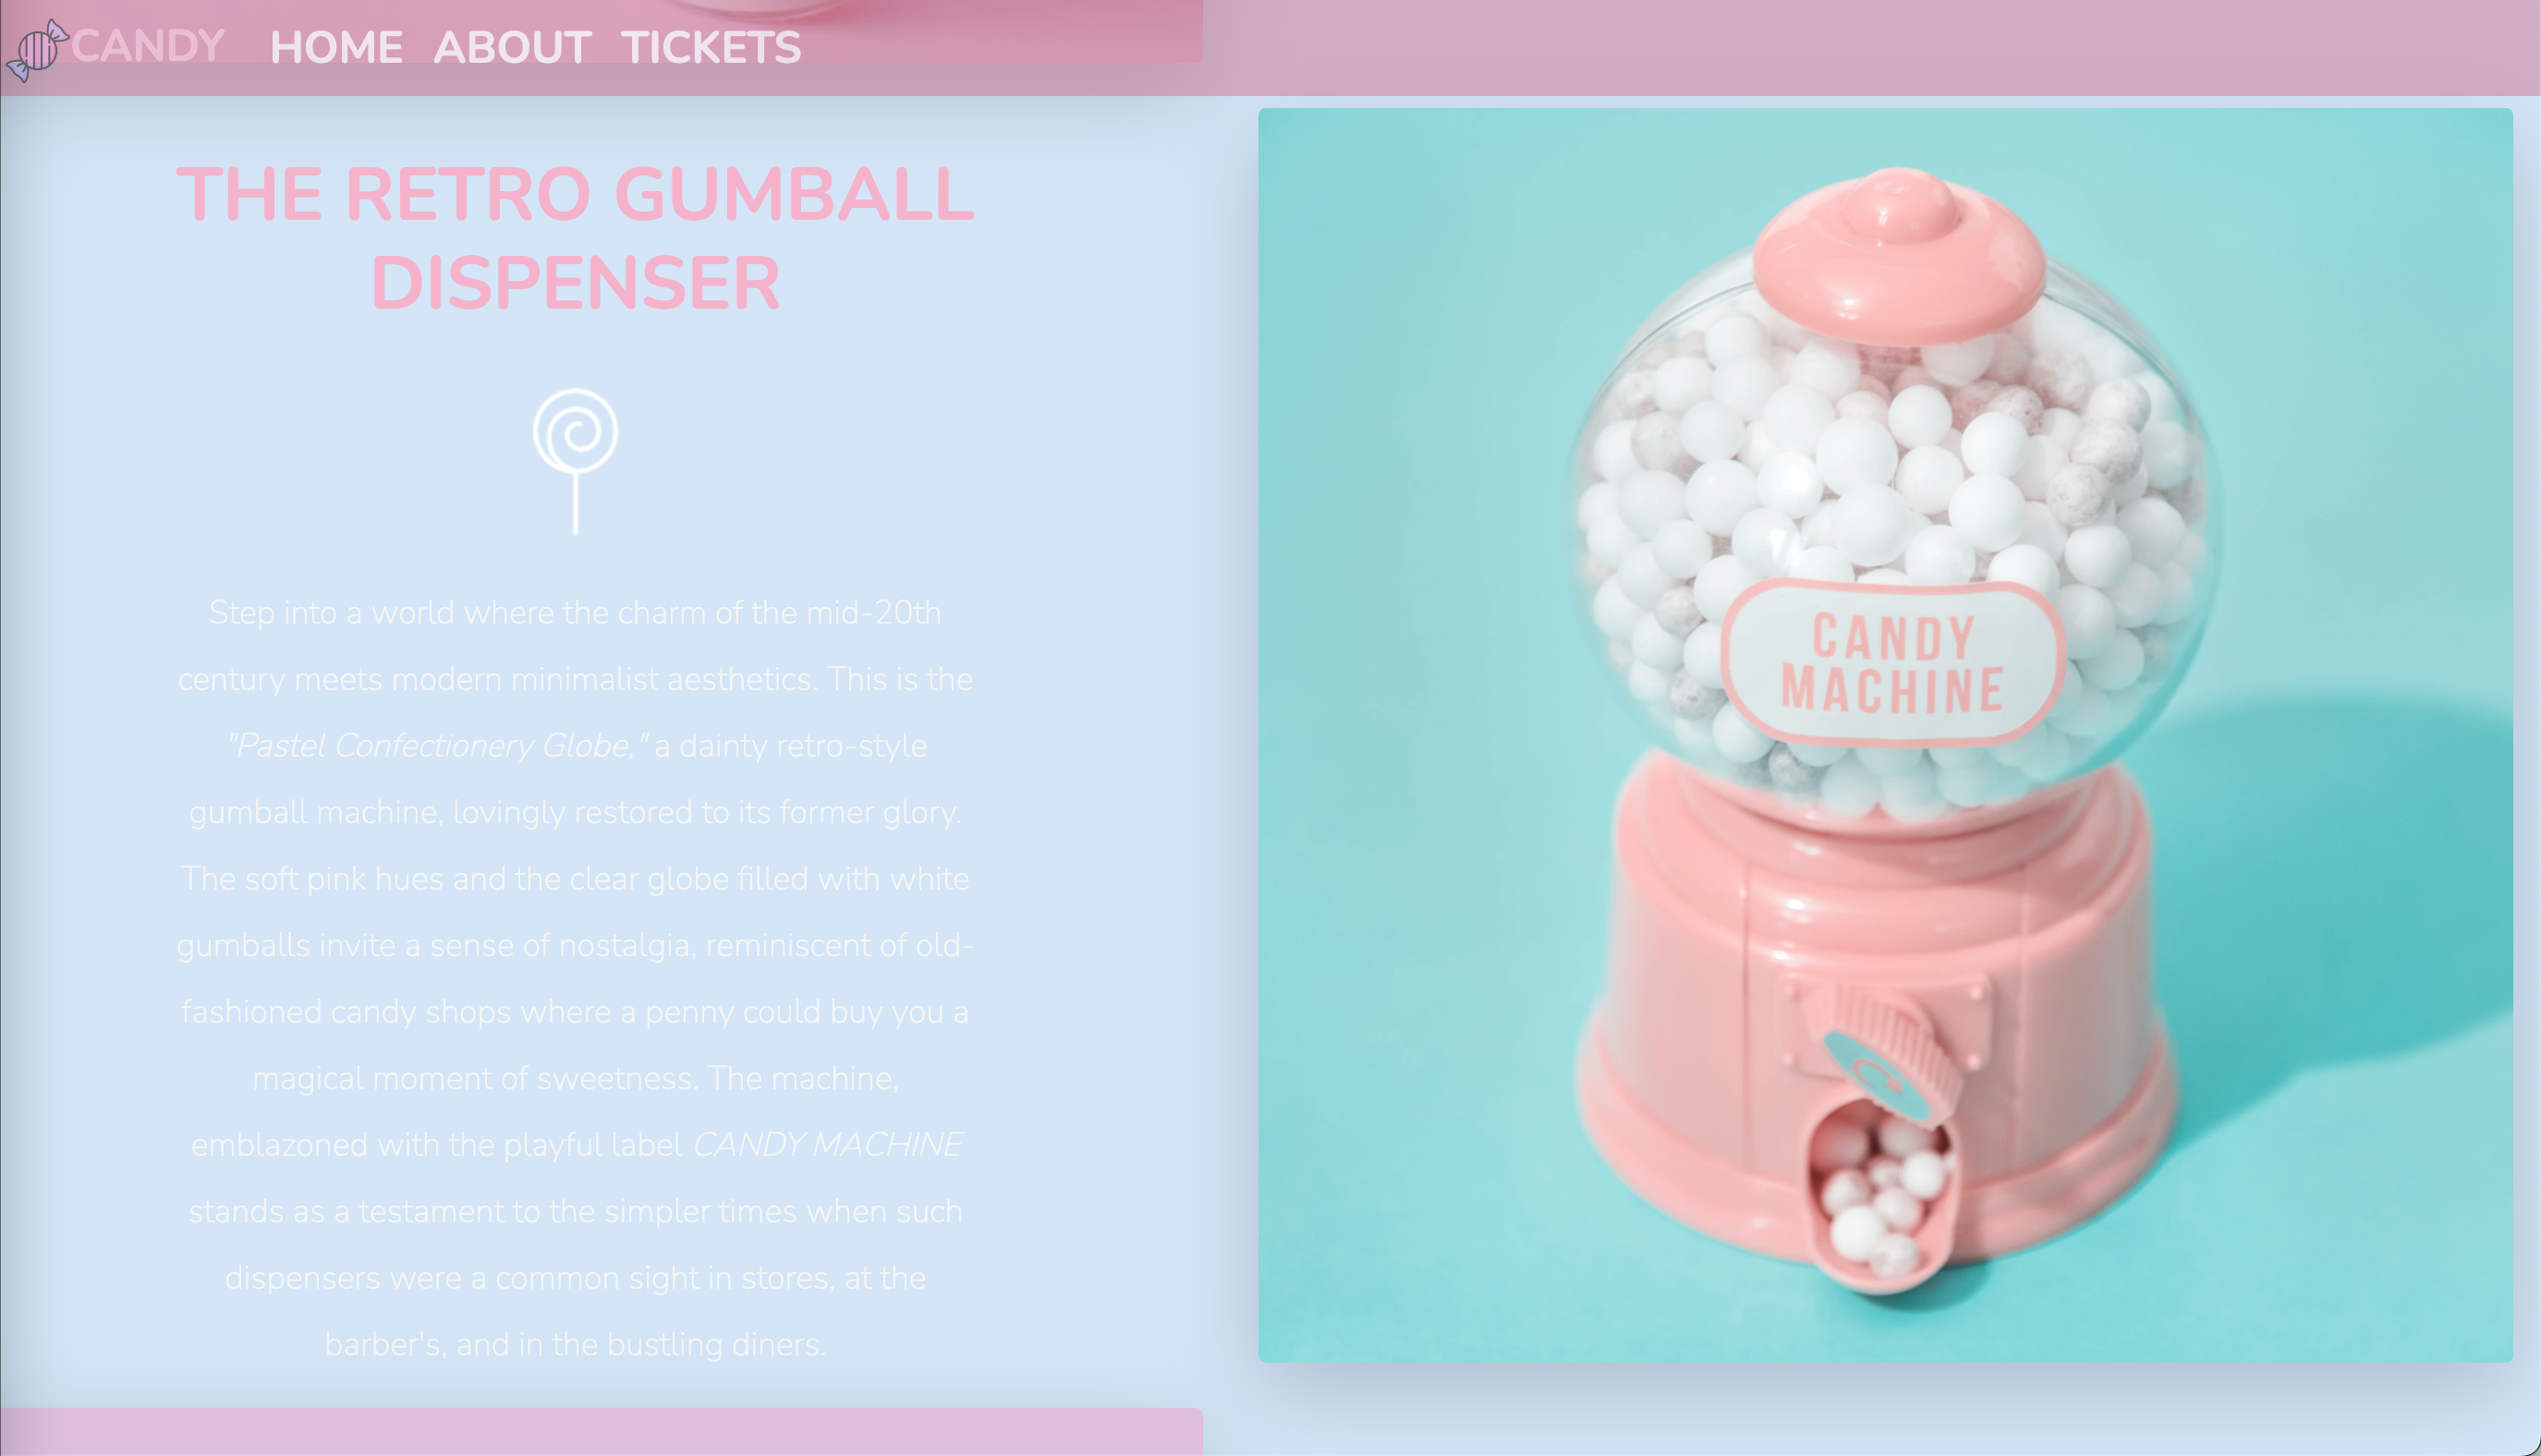 CANDY HOME ABOUT TICKETS
THE RETRO GUMBALL
DISPENSER
Step into a world where the charm of the mid-20th
century meets modern minimalist aesthetics. This is the
"Pastel Confectionery Globe," a dainty retro-style
gumball machine, lovingly restored to its former glory.
The soft pink hues and the clear globe filled with white
gumballs invite a sense of nostalgia, reminiscent of old-
fashioned candy shops where a penny could buy you a
magical moment of sweetness. The machine,
emblazoned with the playful label CANDY MACHINE
stands as a testament to the simpler times when such
dispensers were a common sight in stores, at the
barber's, and in the bustling diners.
CANDY
MACHINE